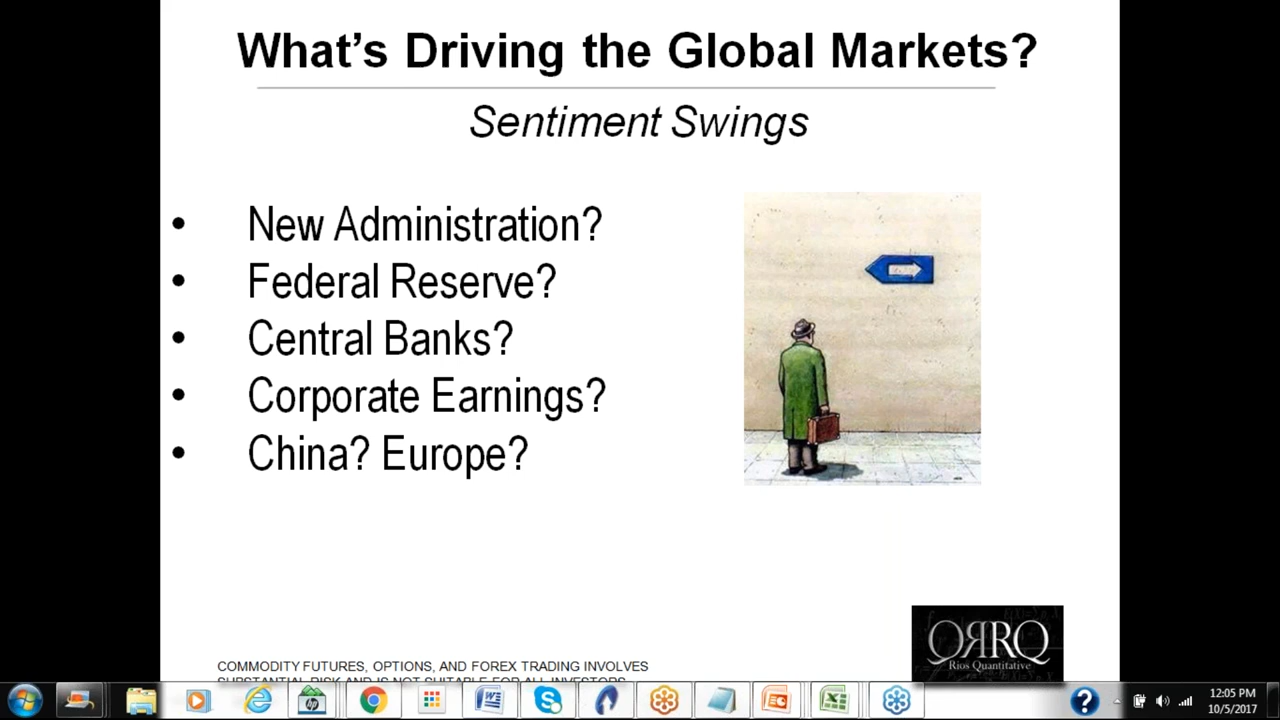 What's Driving the Global Markets?
Sentiment Swings
• New Administration?
• Federal Reserve?
• Central Banks?
• Corporate Earnings?
• China? Europe?
RQ
Rios Quantitative
COMMODITY FUTURES, OPTIONS, AND FOREX TRADING INVOLVES
SUBSTANTIAL RISK AND IS NOT SUITABLE FOR ALL INVESTORS
12:05 PM
10/5/2017